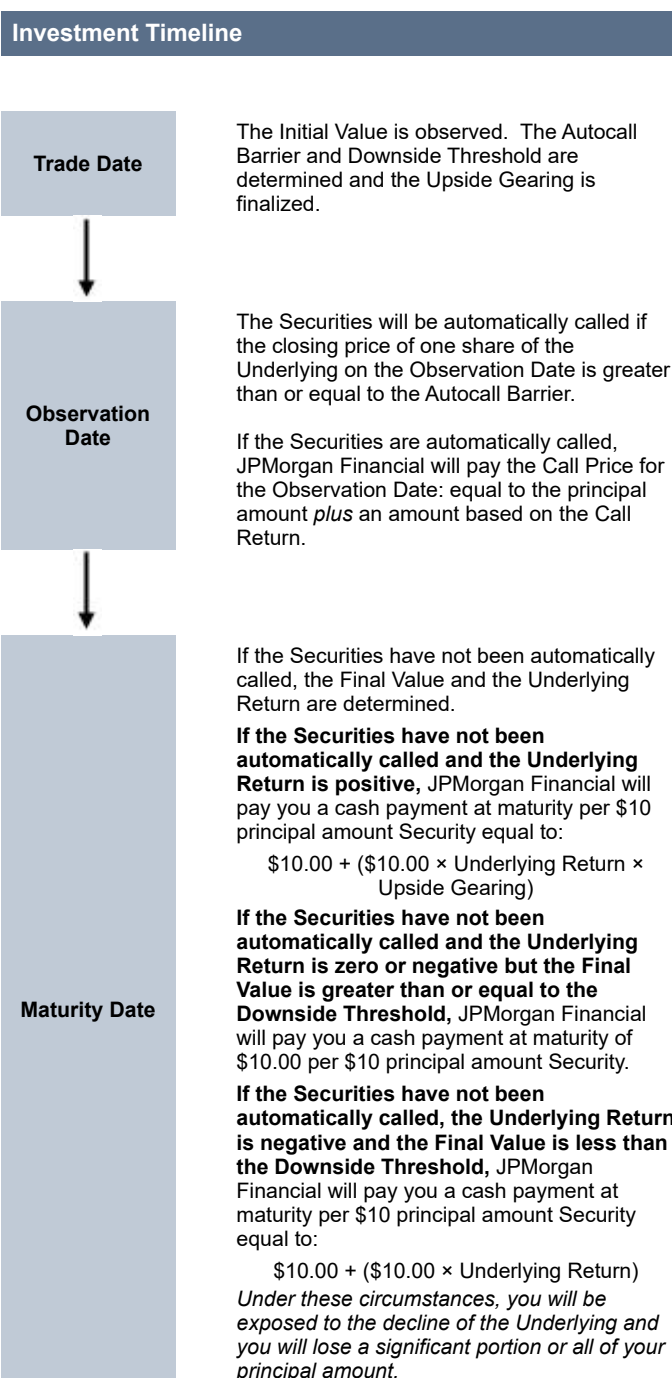 Investment Timeline
Trade Date
The Initial Value is observed. The Autocall
Barrier and Downside Threshold are
determined and the Upside Gearing is
finalized.
Observation
Date
The Securities will be automatically called if
the closing price of one share of the
Underlying on the Observation Date is greater
than or equal to the Autocall Barrier.
If the Securities are automatically called,
JPMorgan Financial will pay the Call Price for
the Observation Date: equal to the principal
amount plus an amount based on the Call
Return.
Maturity Date
If the Securities have not been automatically
called, the Final Value and the Underlying
Return are determined.
If the Securities have not been
automatically called and the Underlying
Return is positive, JPMorgan Financial will
pay you a cash payment at maturity per $10
principal amount Security equal to:
$10.00 + ($10.00 × Underlying Return ×
Upside Gearing)
If the Securities have not been
automatically called and the Underlying
Return is zero or negative but the Final
Value is greater than or equal to the
Downside Threshold, JPMorgan Financial
will pay you a cash payment at maturity of
$10.00 per $10 principal amount Security.
If the Securities have not been
automatically called, the Underlying Return
is negative and the Final Value is less than
the Downside Threshold, JPMorgan
Financial will pay you a cash payment at
maturity per $10 principal amount Security
equal to:
$10.00 + ($10.00 × Underlying Return)
Under these circumstances, you will be
exposed to the decline of the Underlying and
you will lose a significant portion or all of your
principal amount.